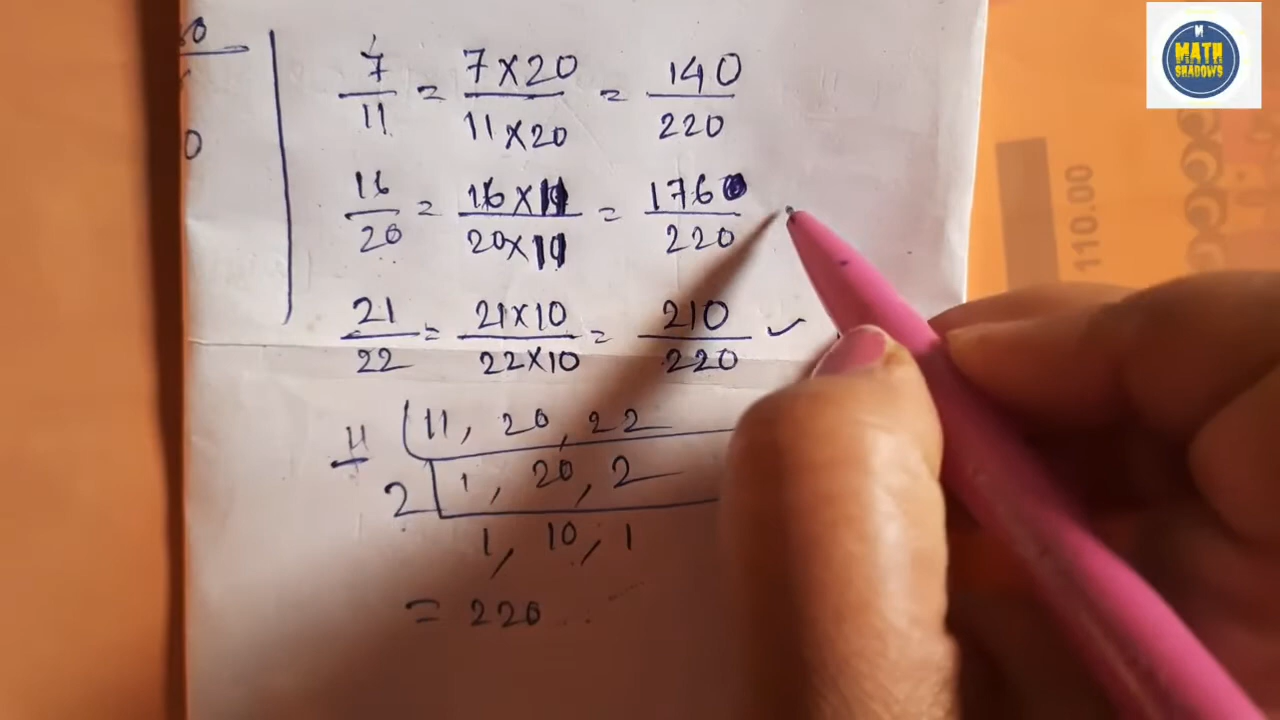 7/11 = 7×20/11×20 = 140/220
16/20 = 16×11/20×11 = 176/220
21/22 = 21×10/22×10 = 210/220 ✓
11 | 11, 20, 22
2 | 1, 20, 2
1, 10, 1
= 220
M
MATH
SHADOWS
110.00